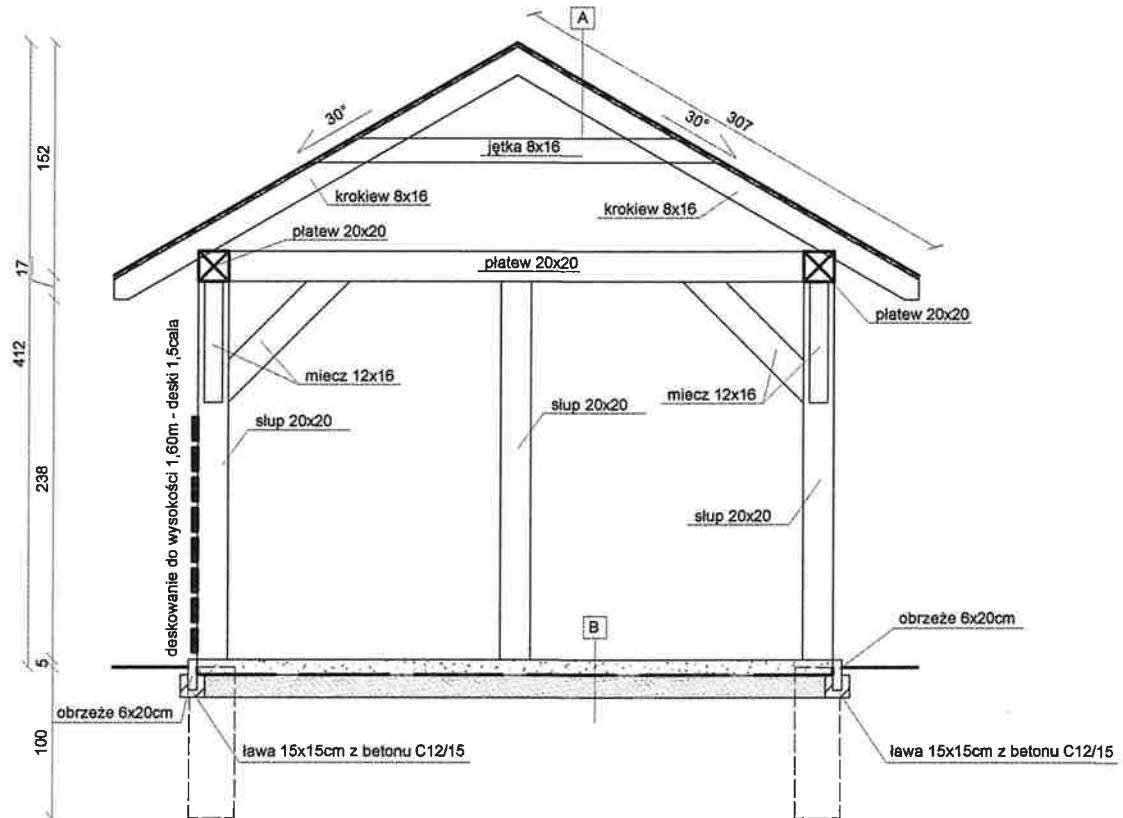 A
30°
30°
307
152
jętka 8x16
krokiew 8x16
krokiew 8x16
płatew 20x20
płatew 20x20
płatew 20x20
17
412
miecz 12x16
miecz 12x16
słup 20x20
słup 20x20
słup 20x20
deskowanie do wysokości 1,60m - deski 1,5cala
238
B
obrzeże 6x20cm
5
obrzeże 6x20cm
100
ława 15x15cm z betonu C12/15
ława 15x15cm z betonu C12/15